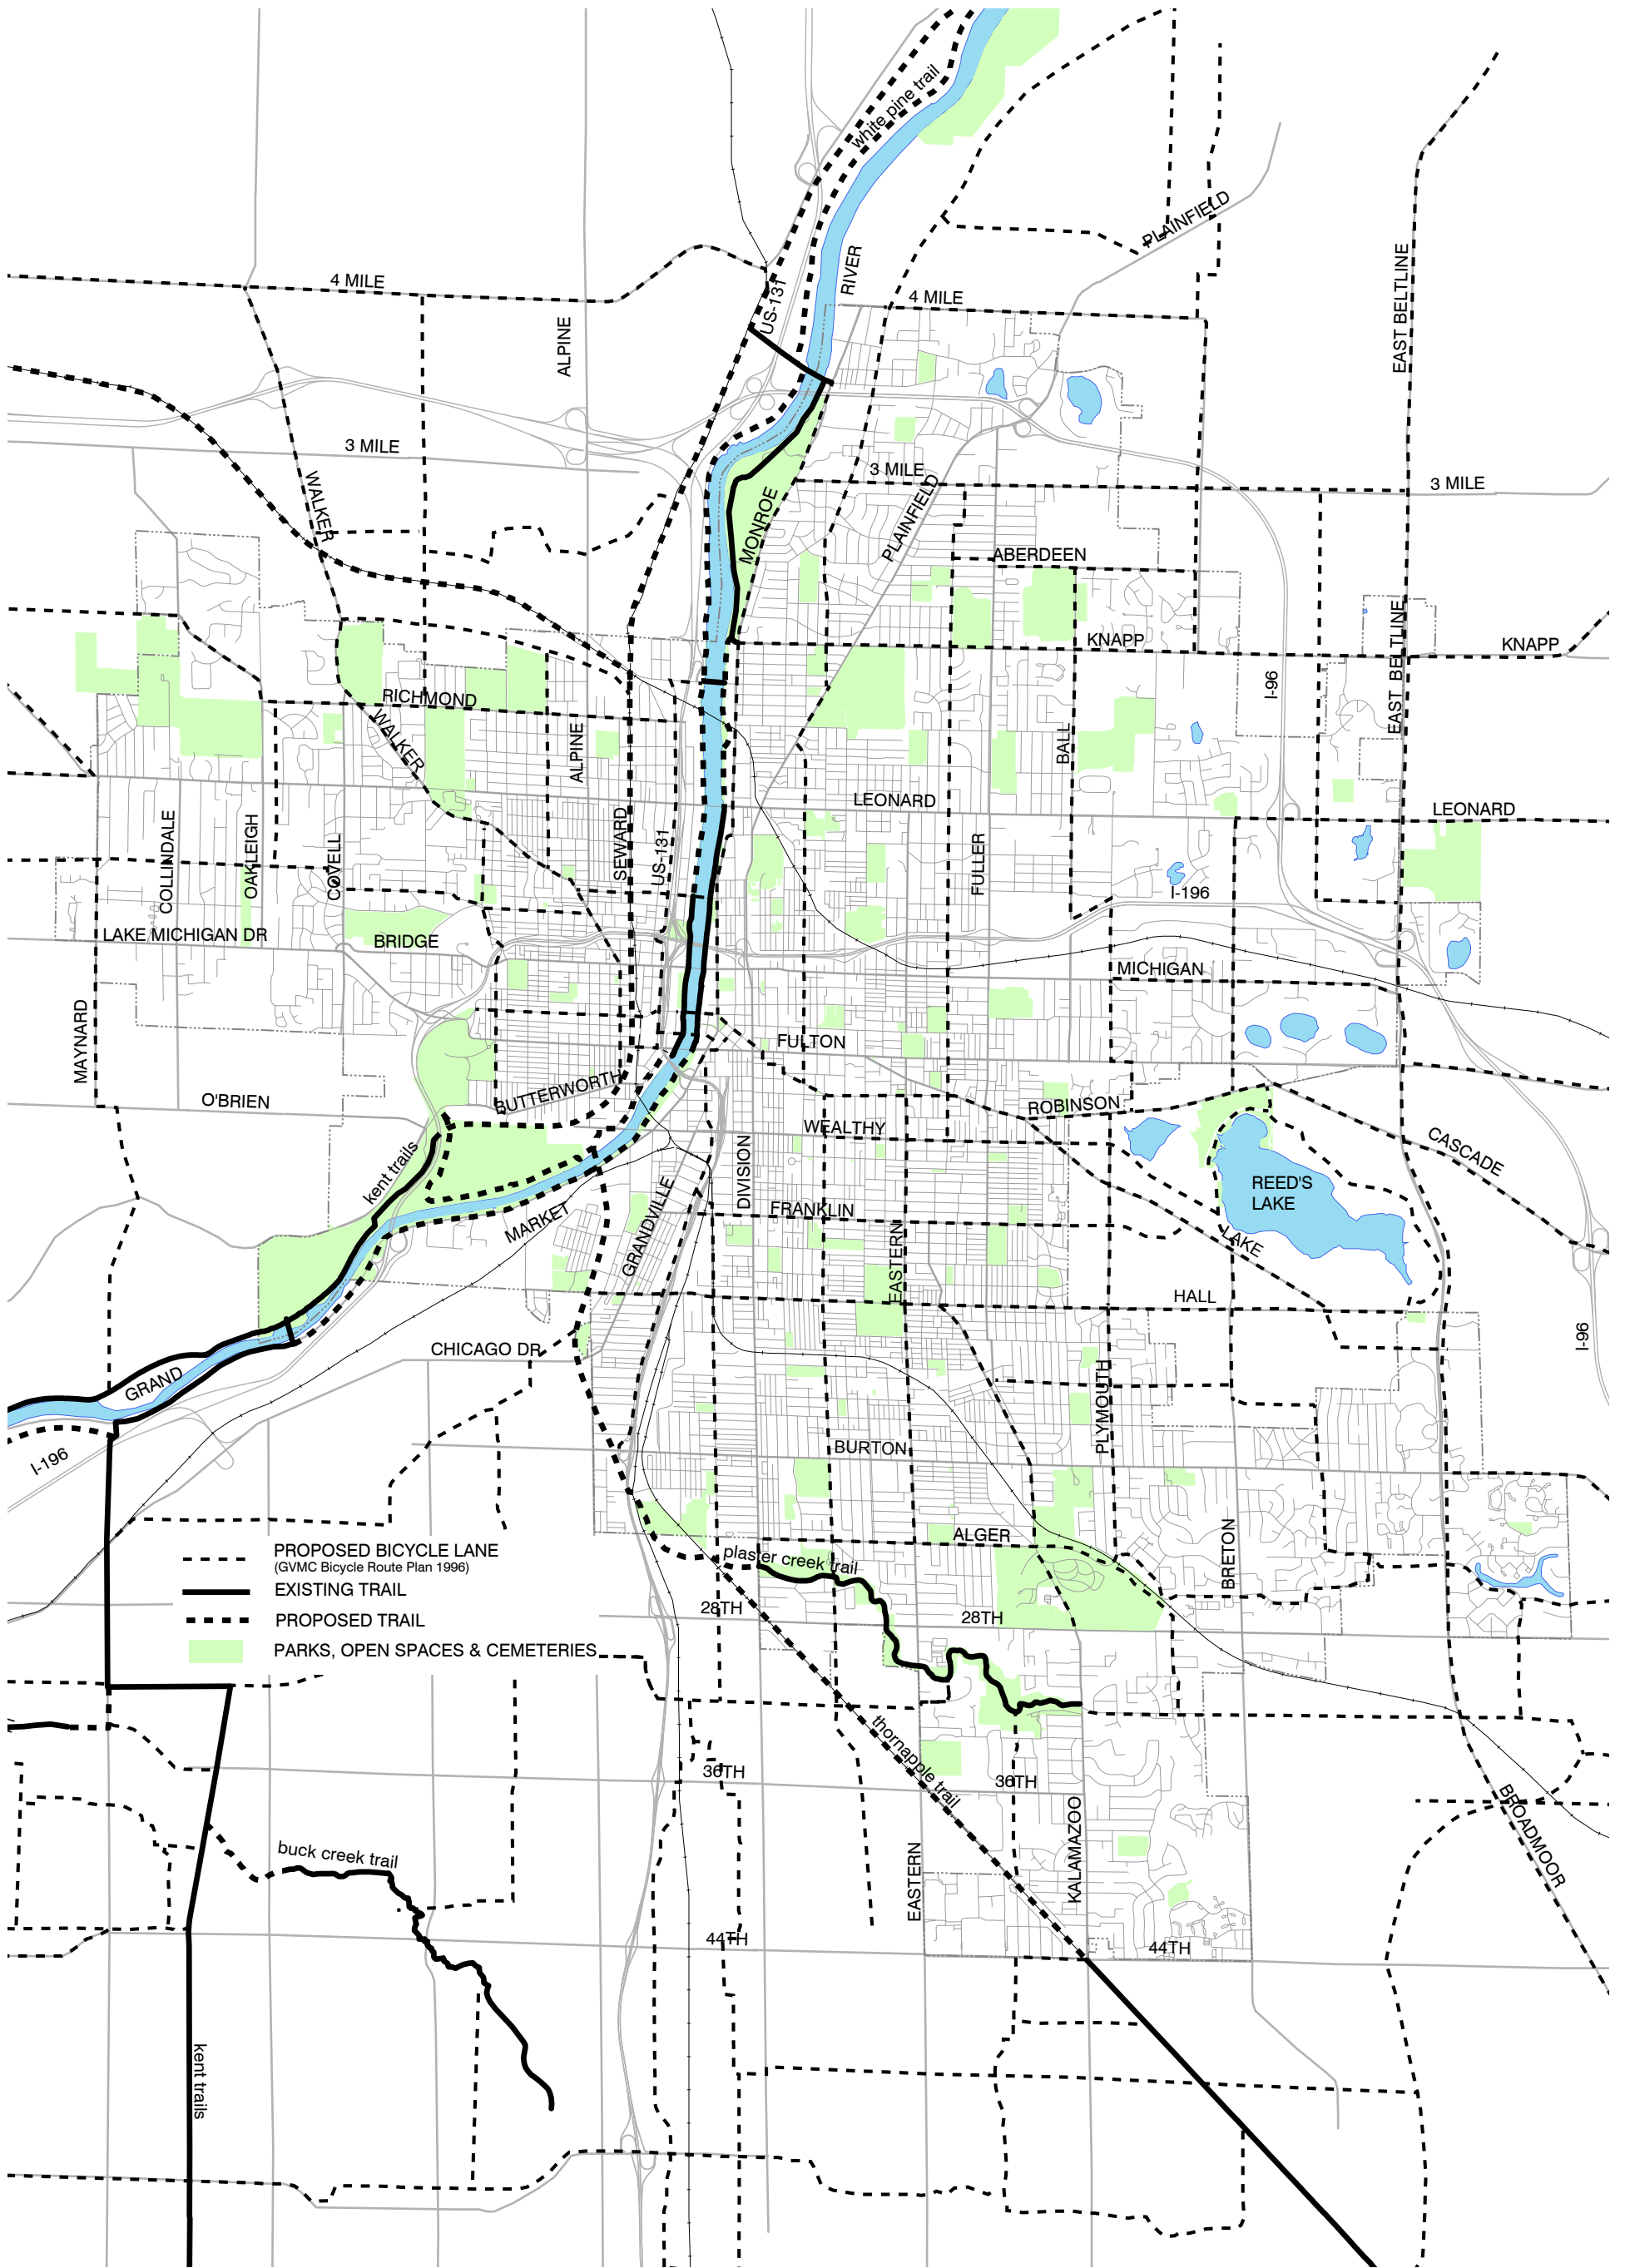 white pine trail
PLAINFIELD
RIVER
EAST BELTLINE
4 MILE
US-131
4 MILE
ALPINE
3 MILE
3 MILE
3 MILE
WALKER
MONROE
PLAINFIELD
ABERDEEN
KNAPP
KNAPP
EAST BELTLINE
I-96
RICHMOND
WALKER
ALPINE
BALL
LEONARD
LEONARD
COLLINDALE
OAKLEIGH
COVELL
SEWARD
US-131
FULLER
I-196
LAKE MICHIGAN DR
BRIDGE
MICHIGAN
MAYNARD
FULTON
O'BRIEN
BUTTERWORTH
ROBINSON
WEALTHY
CASCADE
kent trails
DIVISION
REED'S
LAKE
MARKET
GRANDVILLE
FRANKLIN
EASTERN
LAKE
HALL
I-96
CHICAGO DR
GRAND
PLYMOUTH
BURTON
I-196
ALGER
BRETON
plaster creek trail
PROPOSED BICYCLE LANE
(GVMC Bicycle Route Plan 1996)
EXISTING TRAIL
PROPOSED TRAIL
PARKS, OPEN SPACES & CEMETERIES
28TH
28TH
thornapple trail
36TH
36TH
BROADMOOR
KALAMAZOO
EASTERN
buck creek trail
44TH
44TH
kent trails